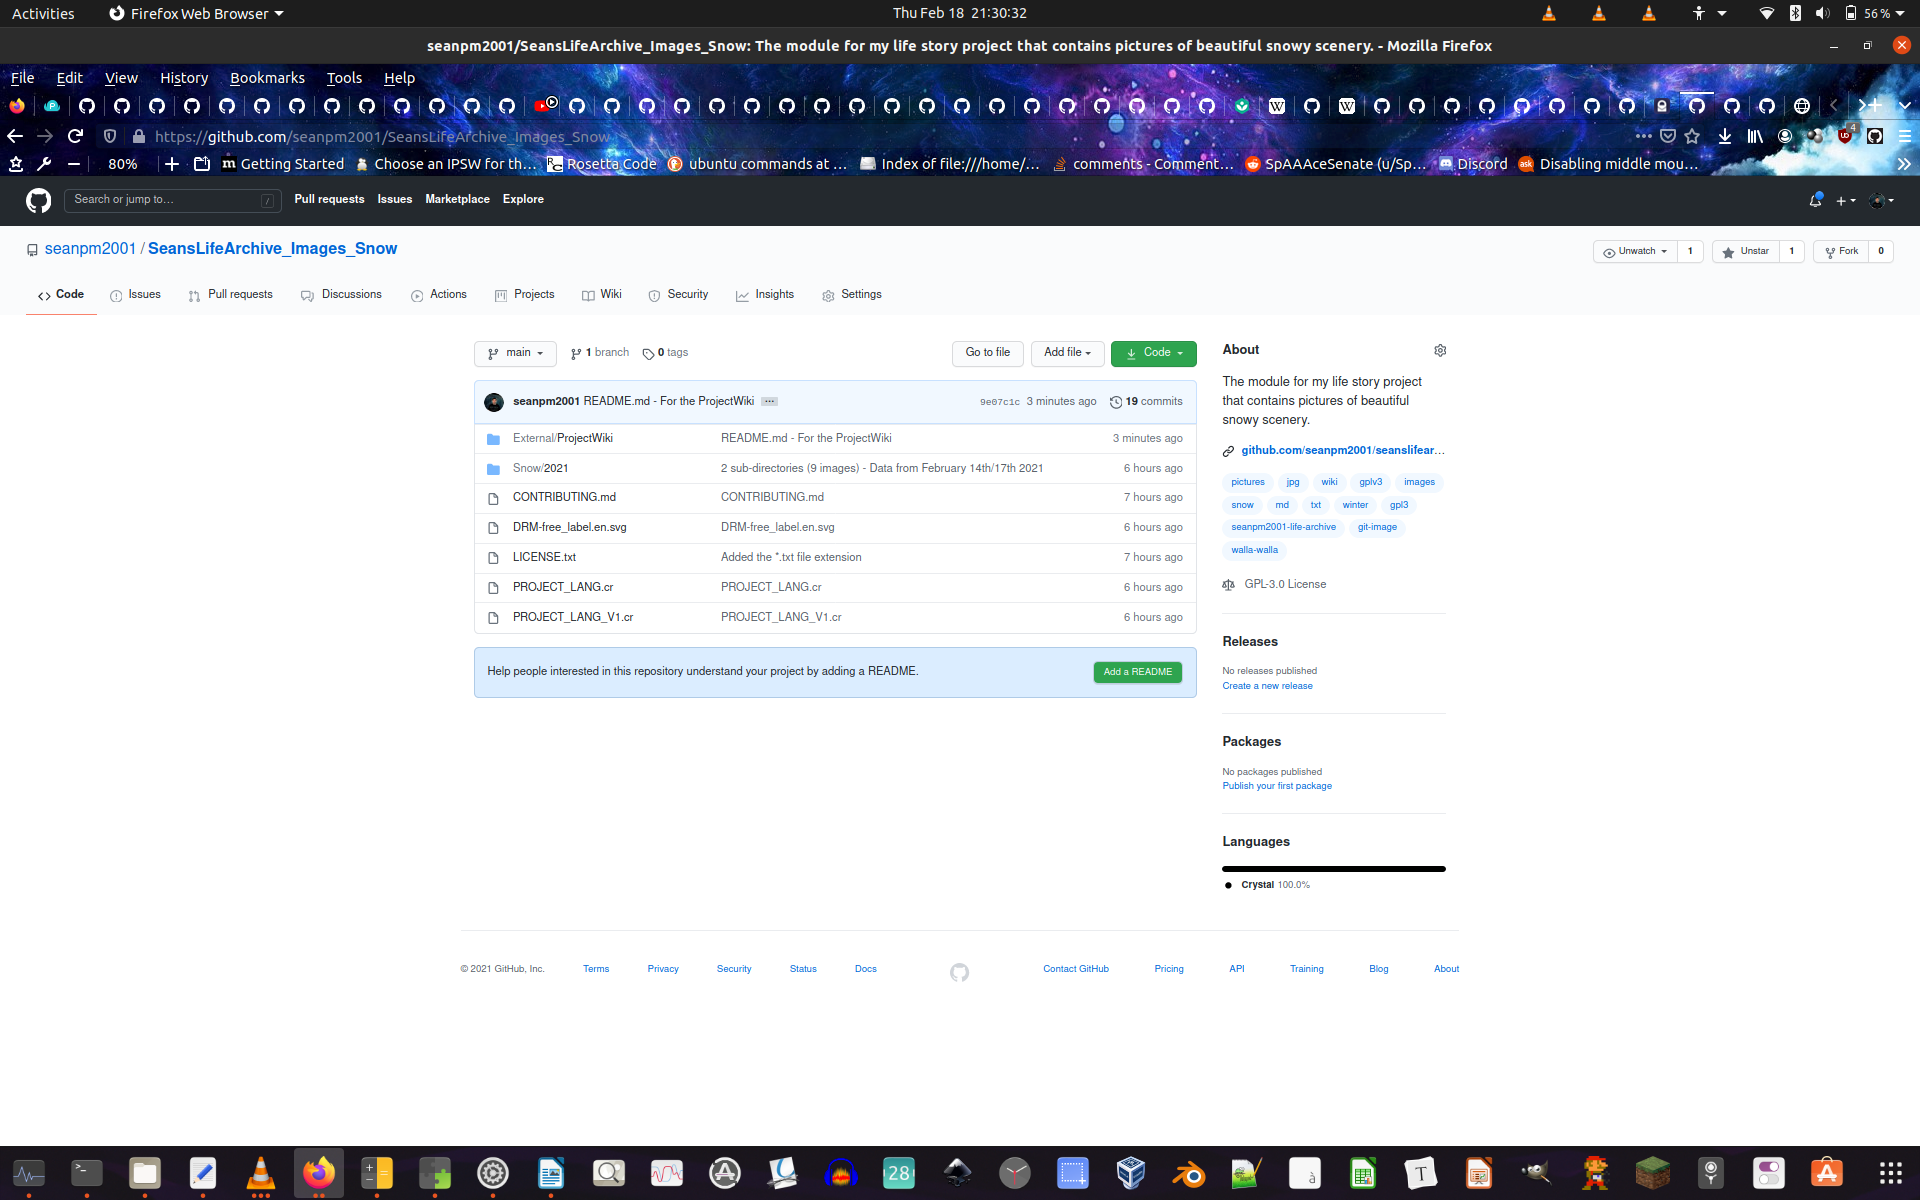 Activities Firefox Web Browser Thu Feb 18 21:30:32 56 %
seanpm2001/SeansLifeArchive_Images_Snow: The module for my life story project that contains pictures of beautiful snowy scenery. - Mozilla Firefox
File Edit View History Bookmarks Tools Help
https://github.com/seanpm2001/SeansLifeArchive_Images_Snow 4
80% Getting Started Choose an IPSW for th… Rosetta Code ubuntu commands at … Index of file:///home/… comments - Comment… SpAAAceSenate (u/Sp… Discord Disabling middle mou…
Search or jump to… / Pull requests Issues Marketplace Explore
seanpm2001 / SeansLifeArchive_Images_Snow Unwatch 1 Unstar 1 Fork 0
Code Issues Pull requests Discussions Actions Projects Wiki Security Insights Settings
main 1 branch 0 tags Go to file Add file Code
seanpm2001 README.md - For the ProjectWiki ··· 9e07c1c 3 minutes ago 19 commits
External/ProjectWiki README.md - For the ProjectWiki 3 minutes ago
Snow/2021 2 sub-directories (9 images) - Data from February 14th/17th 2021 6 hours ago
CONTRIBUTING.md CONTRIBUTING.md 7 hours ago
DRM-free_label.en.svg DRM-free_label.en.svg 6 hours ago
LICENSE.txt Added the *.txt file extension 7 hours ago
PROJECT_LANG.cr PROJECT_LANG.cr 6 hours ago
PROJECT_LANG_V1.cr PROJECT_LANG_V1.cr 6 hours ago
Help people interested in this repository understand your project by adding a README. Add a README
About
The module for my life story project
that contains pictures of beautiful
snowy scenery.
github.com/seanpm2001/seanslifear…
pictures jpg wiki gplv3 images
snow md txt winter gpl3
seanpm2001-life-archive git-image
walla-walla
GPL-3.0 License
Releases
No releases published
Create a new release
Packages
No packages published
Publish your first package
Languages
Crystal 100.0%
© 2021 GitHub, Inc. Terms Privacy Security Status Docs Contact GitHub Pricing API Training Blog About
28